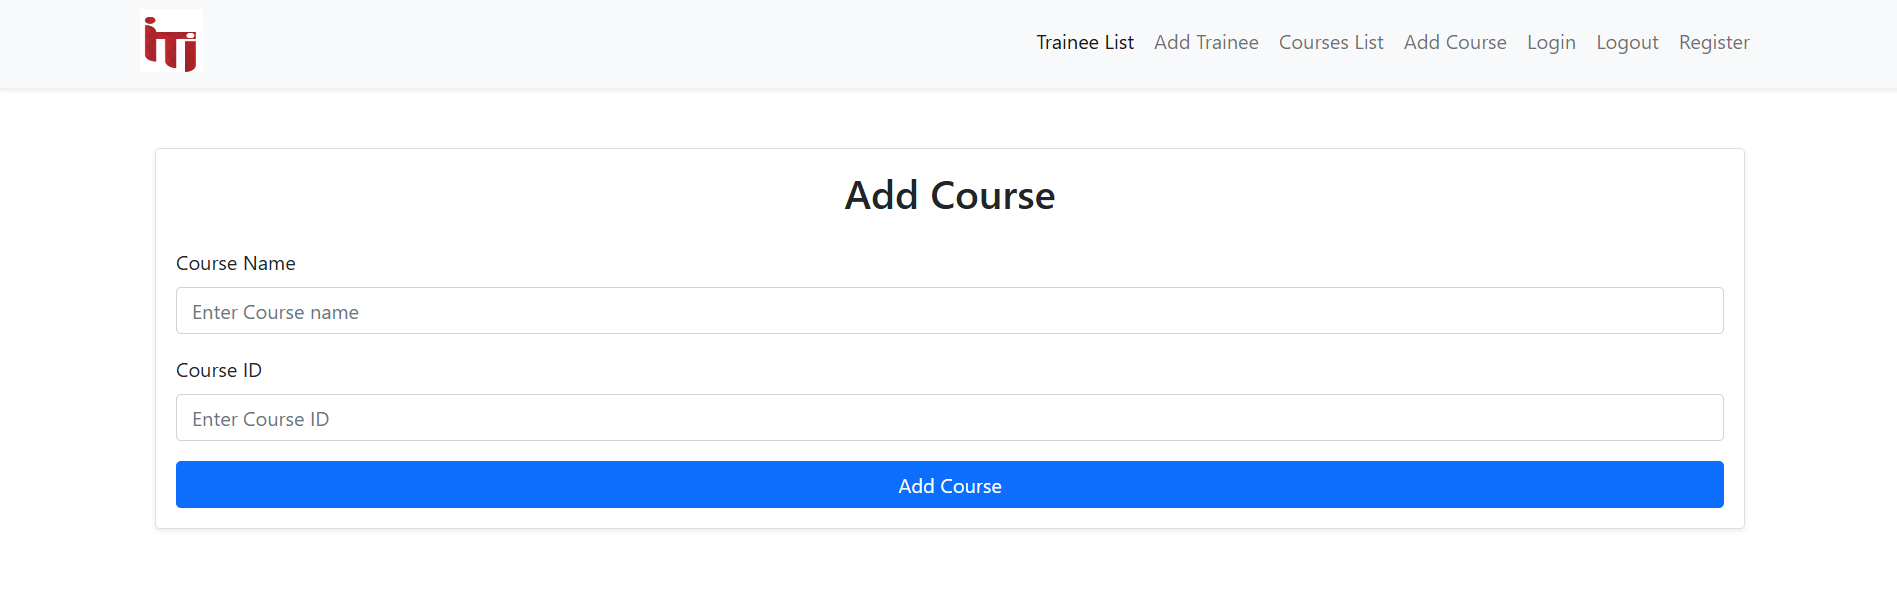 iTi
Trainee List Add Trainee Courses List Add Course Login Logout Register
Add Course
Course Name
Enter Course name
Course ID
Enter Course ID
Add Course